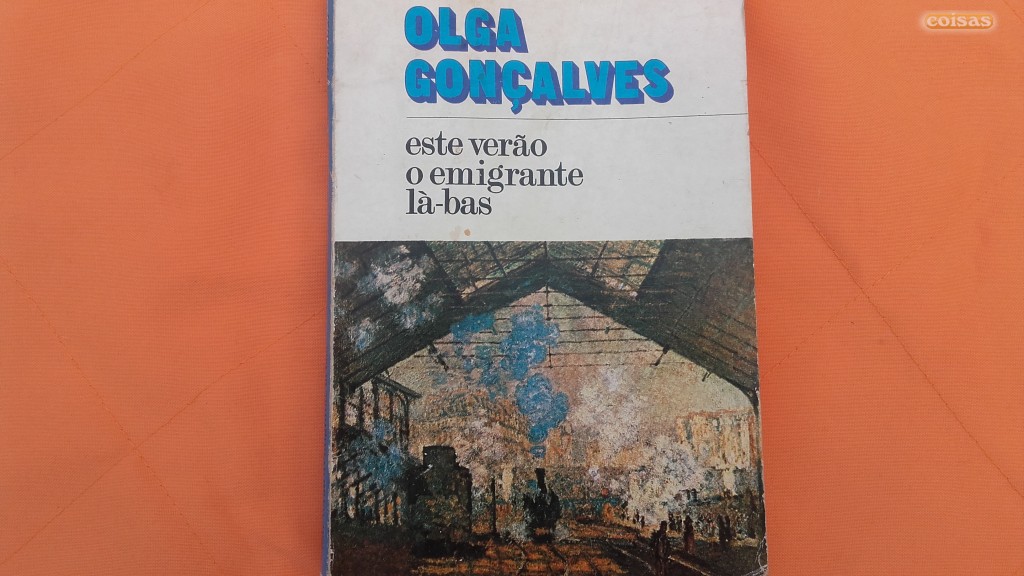 coisas
OLGA
GONÇALVES
este verão
o emigrante
là-bas